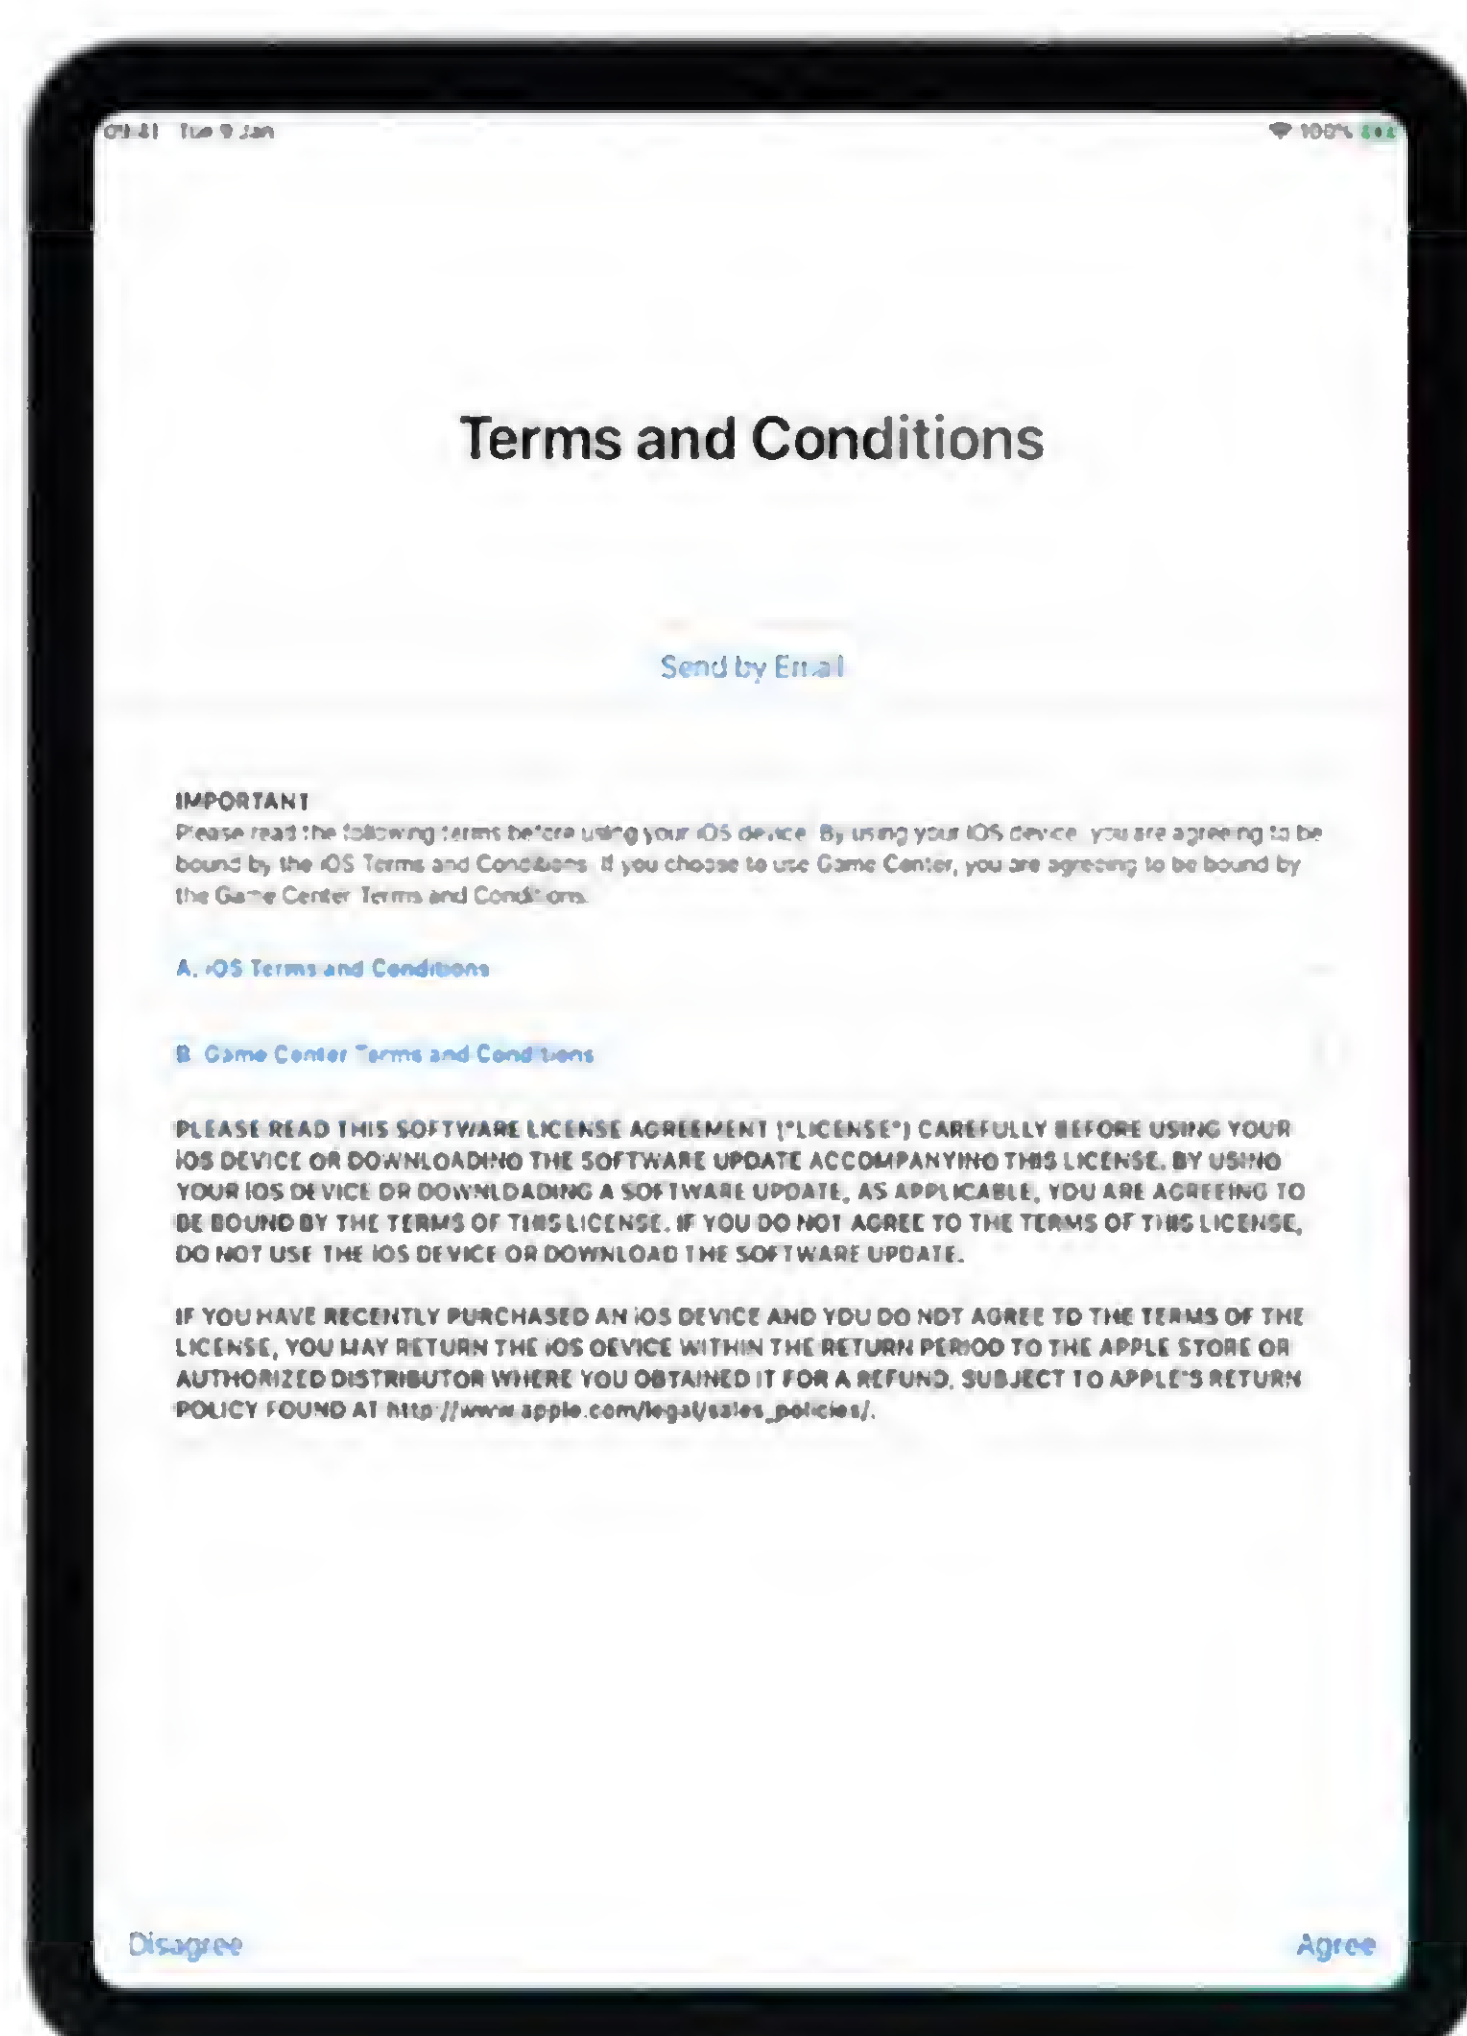 09:41 Tue 9 Jan
100%
Terms and Conditions
Send by Email
IMPORTANT
Please read the following terms before using your iOS device. By using your iOS device, you are agreeing to be
bound by the iOS Terms and Conditions. If you choose to use Game Center, you are agreeing to be bound by
the Game Center Terms and Conditions.
A. iOS Terms and Conditions
B. Game Center Terms and Conditions
PLEASE READ THIS SOFTWARE LICENSE AGREEMENT ("LICENSE") CAREFULLY BEFORE USING YOUR
iOS DEVICE OR DOWNLOADING THE SOFTWARE UPDATE ACCOMPANYING THIS LICENSE. BY USING
YOUR iOS DEVICE OR DOWNLOADING A SOFTWARE UPDATE, AS APPLICABLE, YOU ARE AGREEING TO
BE BOUND BY THE TERMS OF THIS LICENSE. IF YOU DO NOT AGREE TO THE TERMS OF THIS LICENSE,
DO NOT USE THE iOS DEVICE OR DOWNLOAD THE SOFTWARE UPDATE.
IF YOU HAVE RECENTLY PURCHASED AN iOS DEVICE AND YOU DO NOT AGREE TO THE TERMS OF THE
LICENSE, YOU MAY RETURN THE iOS DEVICE WITHIN THE RETURN PERIOD TO THE APPLE STORE OR
AUTHORIZED DISTRIBUTOR WHERE YOU OBTAINED IT FOR A REFUND, SUBJECT TO APPLE'S RETURN
POLICY FOUND AT http://www.apple.com/legal/sales_policies/.
Disagree
Agree